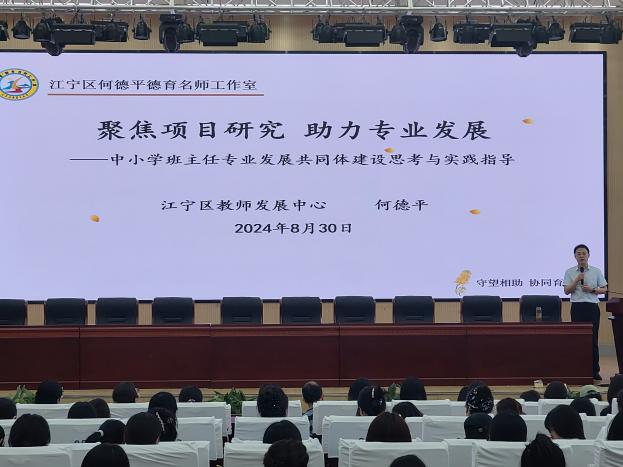 江宁区何德平德育名师工作室
聚焦项目研究 助力专业发展
——中小学班主任专业发展共同体建设思考与实践指导
江宁区教师发展中心 何德平
2024年8月30日
守望相助 协同育